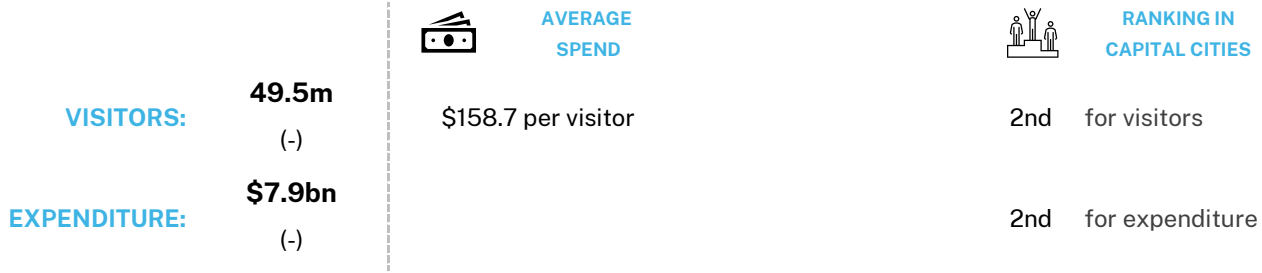 AVERAGE
SPEND
RANKING IN
CAPITAL CITIES
VISITORS:
49.5m
(-)
$158.7 per visitor
2nd for visitors
EXPENDITURE:
$7.9bn
(-)
2nd for expenditure